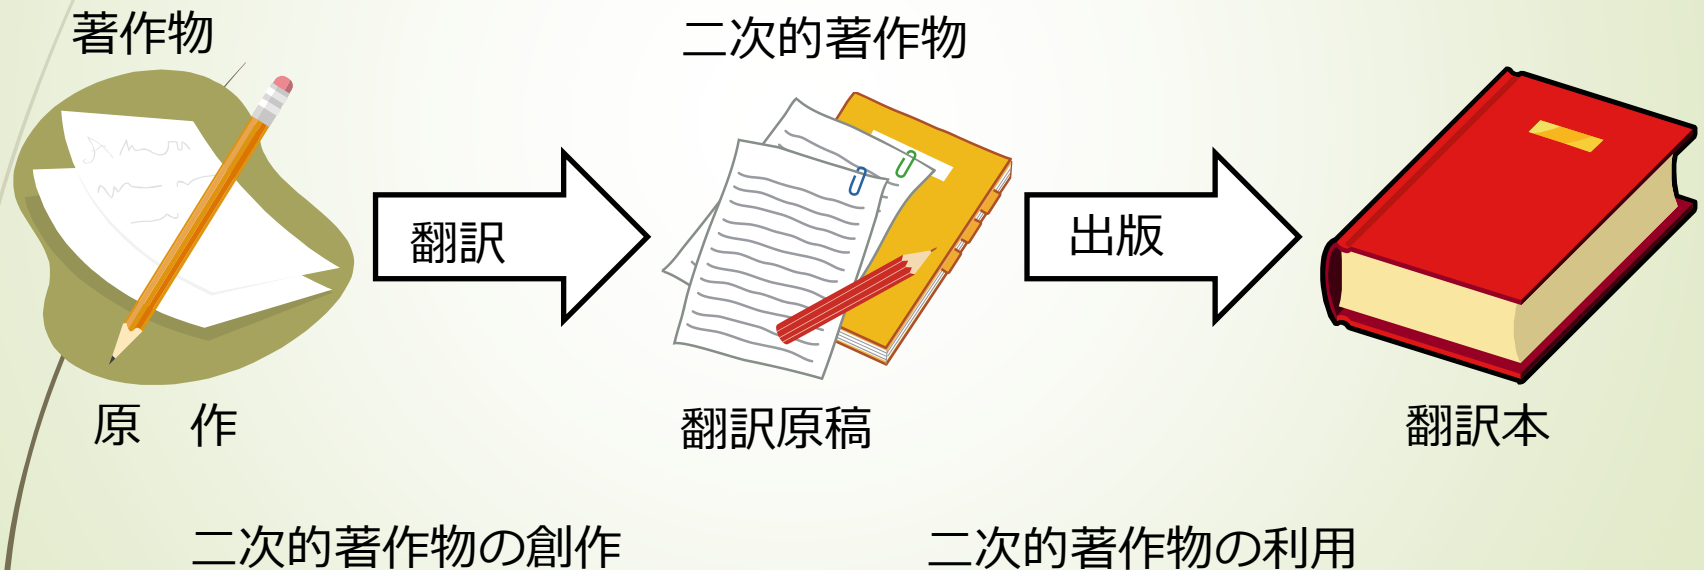 著作物
二次的著作物
翻訳
出版
原　作
翻訳原稿
翻訳本
二次的著作物の創作
二次的著作物の利用